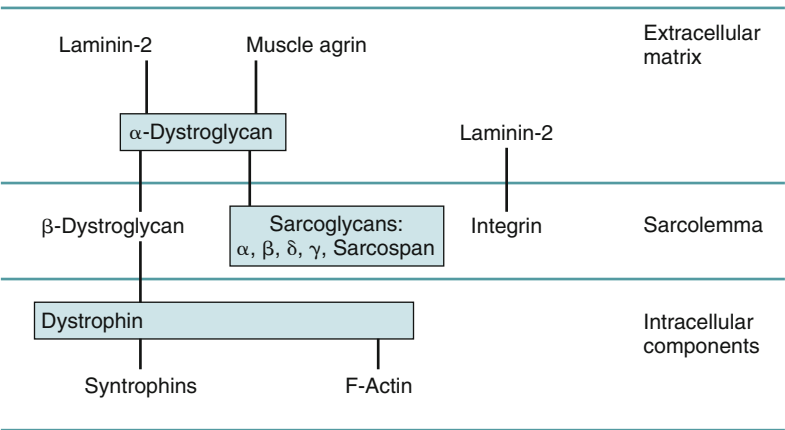 Laminin-2
Muscle agrin
Extracellular
matrix
α-Dystroglycan
Laminin-2
β-Dystroglycan
Sarcoglycans:
α, β, δ, γ, Sarcospan
Integrin
Sarcolemma
Dystrophin
Intracellular
components
Syntrophins
F-Actin